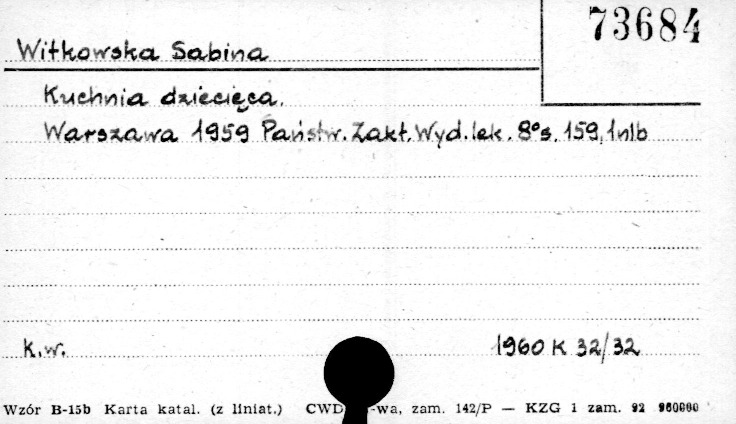 73684
Witkowska Sabina
Kuchnia dziecięca.
Warszawa 1959 Państw. Zakł. Wyd. lek. 8°s. 159, 1nlb
k.w. 1960 K 32/32
Wzór B-15b Karta katal. (z liniat.) CWD -wa, zam. 142/P — KZG 1 zam. 92 960000